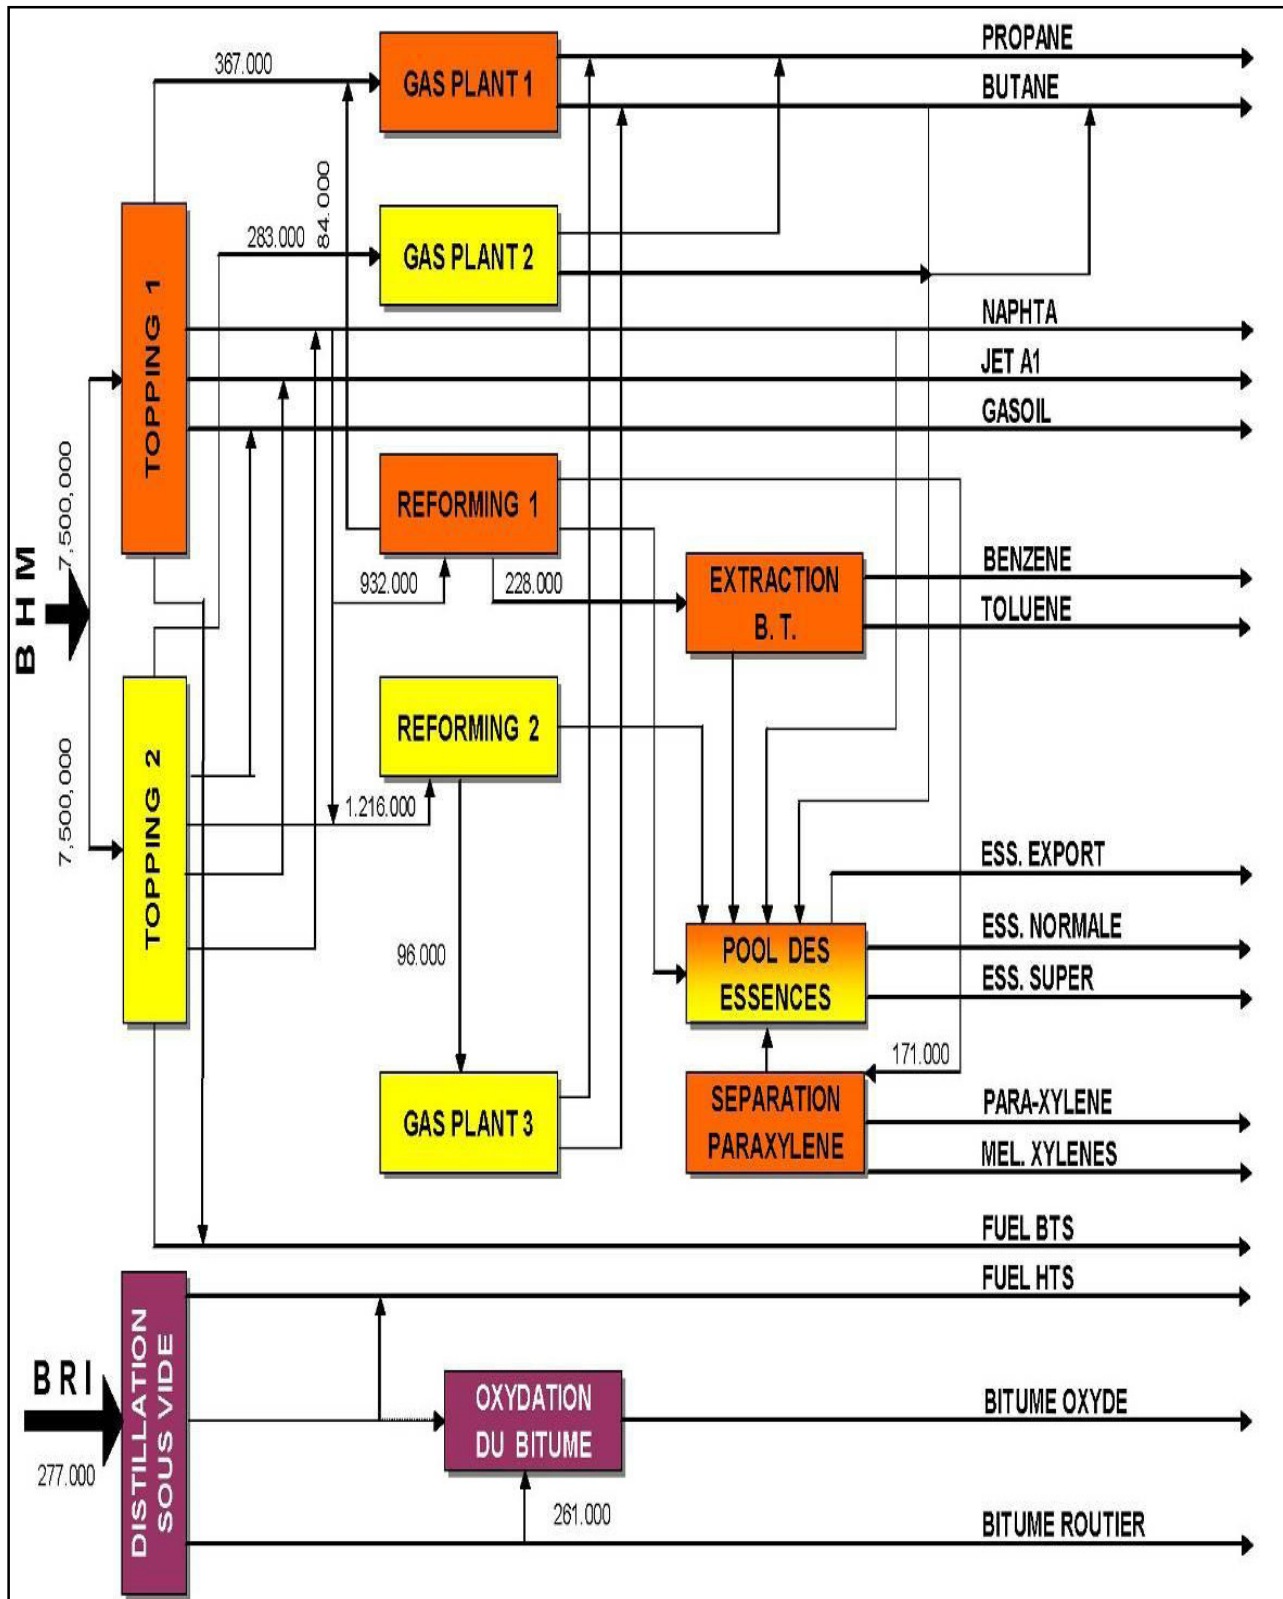 PROPANE
367.000
GAS PLANT 1
BUTANE
84.000
283.000
GAS PLANT 2
TOPPING 1
NAPHTA
JET A1
GASOIL
7,500,000
REFORMING 1
BHM
932.000
228.000
EXTRACTION
B. T.
BENZENE
TOLUENE
REFORMING 2
7,500,000
TOPPING 2
1.216.000
ESS. EXPORT
96.000
POOL DES
ESSENCES
ESS. NORMALE
ESS. SUPER
171.000
GAS PLANT 3
SEPARATION
PARAXYLENE
PARA-XYLENE
MEL. XYLENES
FUEL BTS
FUEL HTS
BRI
277.000
DISTILLATION
SOUS VIDE
OXYDATION
DU BITUME
BITUME OXYDE
261.000
BITUME ROUTIER